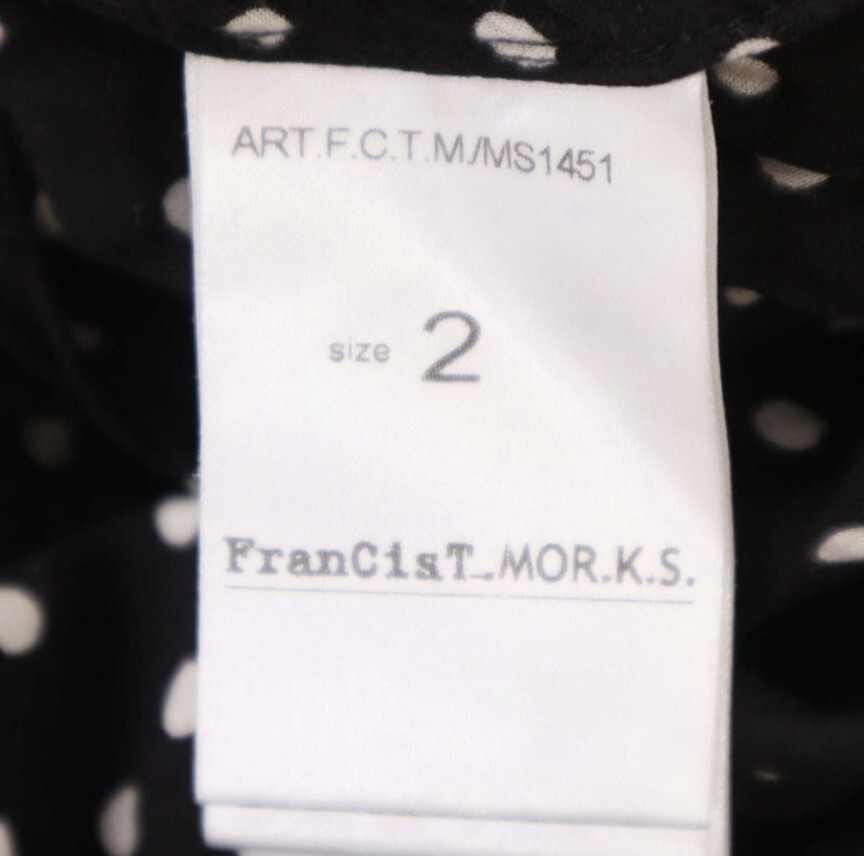 ART.F.C.T.M./MS1451
size 2
FranCisT_MOR.K.S.